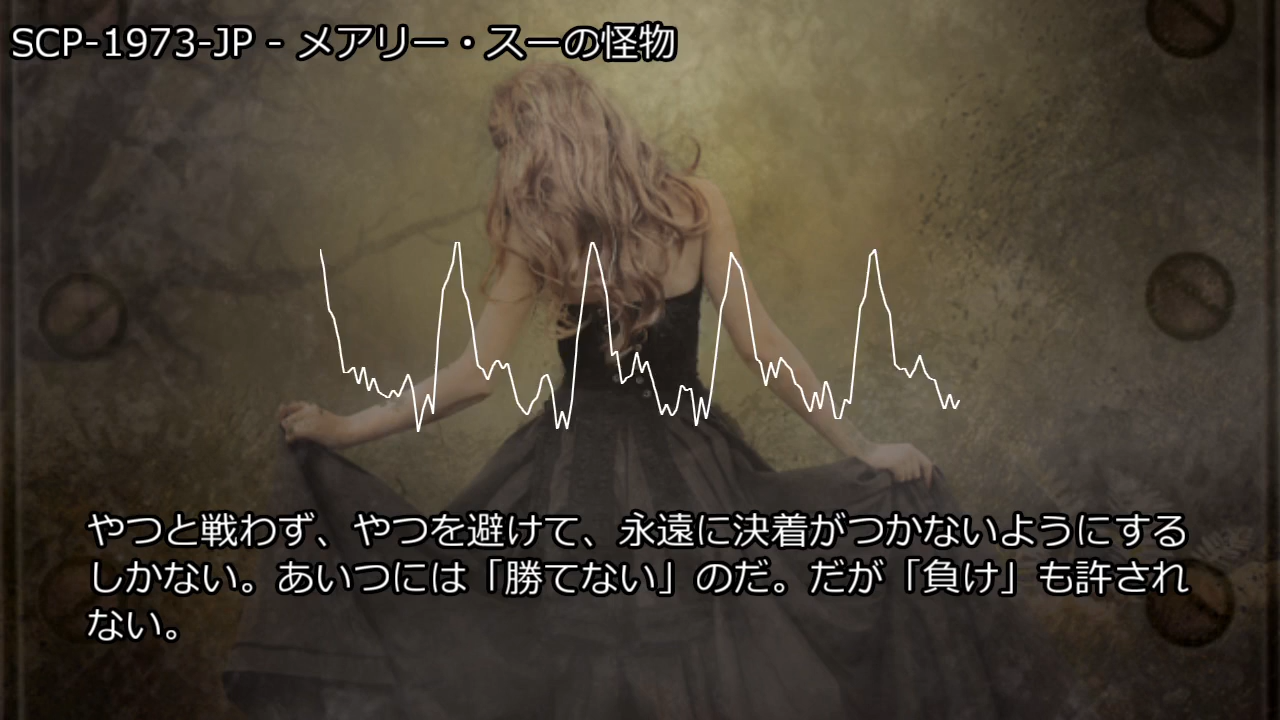 SCP-1973-JP - メアリー・スーの怪物
やつと戦わず、やつを避けて、永遠に決着がつかないようにする
しかない。あいつには「勝てない」のだ。だが「負け」も許され
ない。